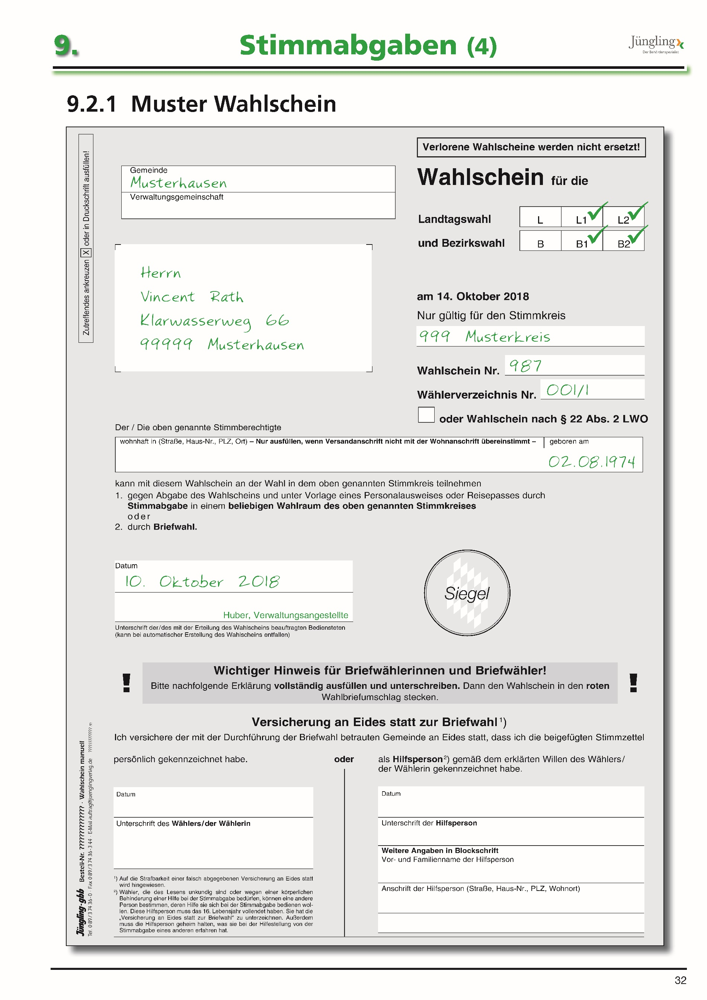 9. Stimmabgaben (4)
Jüngling
Der Behördenspezialist
9.2.1 Muster Wahlschein
Zutreffendes ankreuzen X oder in Druckschrift ausfüllen!
Verlorene Wahlscheine werden nicht ersetzt!
Gemeinde
Musterhausen
Verwaltungsgemeinschaft
Wahlschein für die
Landtagswahl L L1 ✓ L2 ✓
und Bezirkswahl B B1 ✓ B2 ✓
Herrn
Vincent Rath
Klarwasserweg 66
99999 Musterhausen
am 14. Oktober 2018
Nur gültig für den Stimmkreis
999 Musterkreis
Wahlschein Nr. 987
Wählerverzeichnis Nr. 001/1
oder Wahlschein nach § 22 Abs. 2 LWO
Der / Die oben genannte Stimmberechtigte
wohnhaft in (Straße, Haus-Nr., PLZ, Ort) – Nur ausfüllen, wenn Versandanschrift nicht mit der Wohnanschrift übereinstimmt –
geboren am
02.08.1974
kann mit diesem Wahlschein an der Wahl in dem oben genannten Stimmkreis teilnehmen
1. gegen Abgabe des Wahlscheins und unter Vorlage eines Personalausweises oder Reisepasses durch
Stimmabgabe in einem beliebigen Wahlraum des oben genannten Stimmkreises
oder
2. durch Briefwahl.
Datum
10. Oktober 2018
Huber, Verwaltungsangestellte
Unterschrift der/des mit der Erteilung des Wahlscheins beauftragten Bediensteten
(kann bei automatischer Erstellung des Wahlscheins entfallen)
Siegel
! Wichtiger Hinweis für Briefwählerinnen und Briefwähler! !
Bitte nachfolgende Erklärung vollständig ausfüllen und unterschreiben. Dann den Wahlschein in den roten
Wahlbriefumschlag stecken.
Versicherung an Eides statt zur Briefwahl 1)
Ich versichere der mit der Durchführung der Briefwahl betrauten Gemeinde an Eides statt, dass ich die beigefügten Stimmzettel
persönlich gekennzeichnet habe.
oder
als Hilfsperson 2) gemäß dem erklärten Willen des Wählers/
der Wählerin gekennzeichnet habe.
Datum
Unterschrift des Wählers/der Wählerin
Datum
Unterschrift der Hilfsperson
Weitere Angaben in Blockschrift
Vor- und Familienname der Hilfsperson
Anschrift der Hilfsperson (Straße, Haus-Nr., PLZ, Wohnort)
1) Auf die Strafbarkeit einer falsch abgegebenen Versicherung an Eides statt
wird hingewiesen.
2) Wähler, die des Lesens unkundig sind oder wegen einer körperlichen
Behinderung einer Hilfe bei der Stimmabgabe bedürfen, können eine andere
Person bestimmen, deren Hilfe sie sich bei der Stimmabgabe bedienen wol-
len. Diese Hilfsperson muss das 16. Lebensjahr vollendet haben. Sie hat die
„Versicherung an Eides statt zur Briefwahl“ zu unterzeichnen. Außerdem
muss die Hilfsperson geheim halten, was sie bei der Hilfestellung von der
Stimmabgabe eines anderen erfahren hat.
Jüngling-gbb Bestell-Nr. ?????????????? · Wahlschein manuell
Tel. 0 89/3 74 36-0 · Fax 0 89/3 74 36-3 44 · E-Mail auftrag@juenglingverlag.de
32